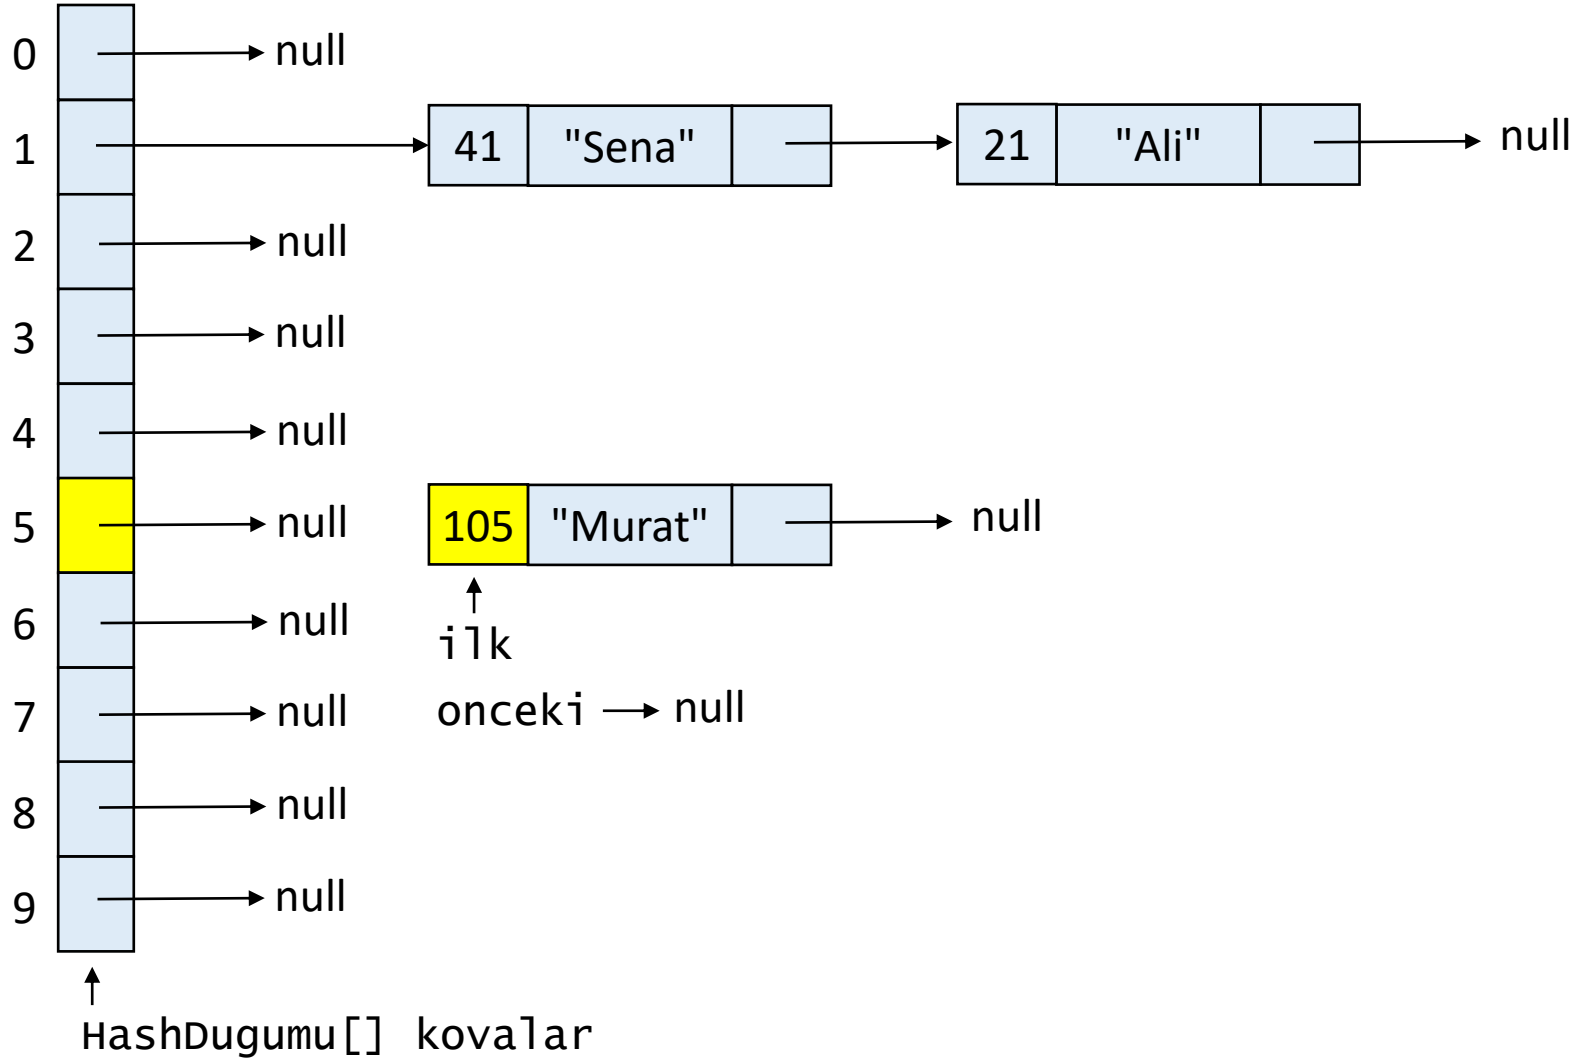 0 null
1 41 "Sena" 21 "Ali" null
2 null
3 null
4 null
5 null 105 "Murat" null
6 null
ilk
7 null onceki null
8 null
9 null
HashDugumu[] kovalar